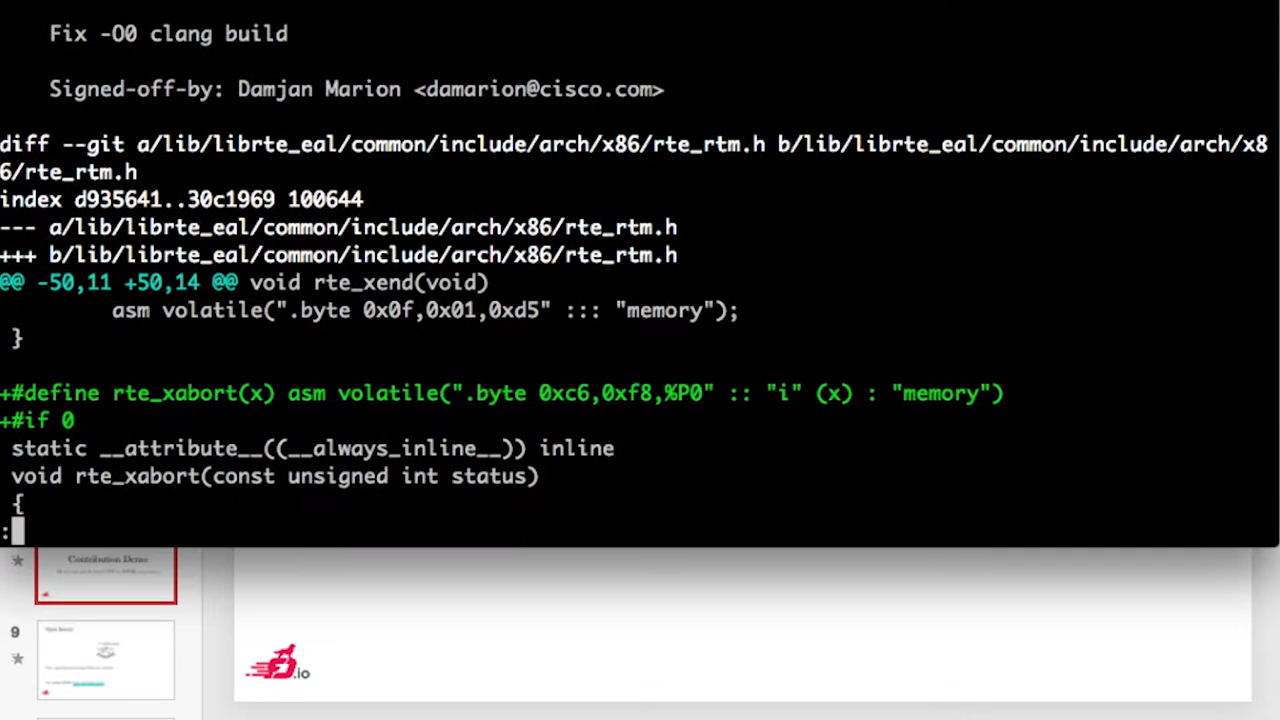 Fix -O0 clang build
Signed-off-by: Damjan Marion <damarion@cisco.com>
diff --git a/lib/librte_eal/common/include/arch/x86/rte_rtm.h b/lib/librte_eal/common/include/arch/x8
6/rte_rtm.h
index d935641..30c1969 100644
--- a/lib/librte_eal/common/include/arch/x86/rte_rtm.h
+++ b/lib/librte_eal/common/include/arch/x86/rte_rtm.h
@@ -50,11 +50,14 @@ void rte_xend(void)
asm volatile(".byte 0x0f,0x01,0xd5" ::: "memory");
}
+#define rte_xabort(x) asm volatile(".byte 0xc6,0xf8,%P0" :: "i" (x) : "memory")
+#if 0
static __attribute__((__always_inline__)) inline
void rte_xabort(const unsigned int status)
{
:
Contribution Demo
9
.io